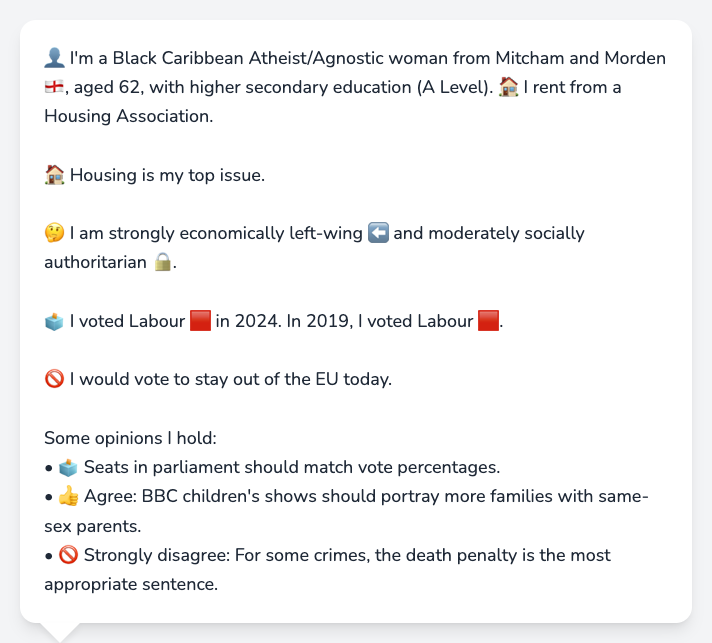 👤 I'm a Black Caribbean Atheist/Agnostic woman from Mitcham and Morden
🏴󠁧󠁢󠁥󠁮󠁧󠁿, aged 62, with higher secondary education (A Level). 🏠 I rent from a
Housing Association.
🏠 Housing is my top issue.
🤔 I am strongly economically left-wing ⬅️ and moderately socially
authoritarian 🔒.
🗳️ I voted Labour 🟥 in 2024. In 2019, I voted Labour 🟥.
🚫 I would vote to stay out of the EU today.
Some opinions I hold:
• 🗳️ Seats in parliament should match vote percentages.
• 👍 Agree: BBC children's shows should portray more families with same-
sex parents.
• 🚫 Strongly disagree: For some crimes, the death penalty is the most
appropriate sentence.